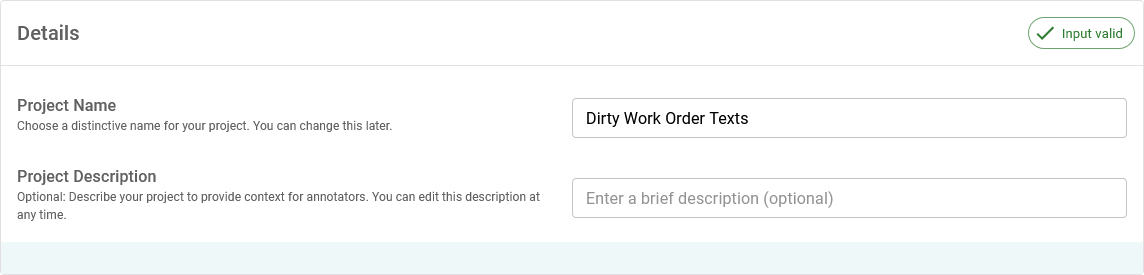 Details
Input valid
Project Name
Choose a distinctive name for your project. You can change this later.
Dirty Work Order Texts
Project Description
Optional: Describe your project to provide context for annotators. You can edit this description at
any time.
Enter a brief description (optional)